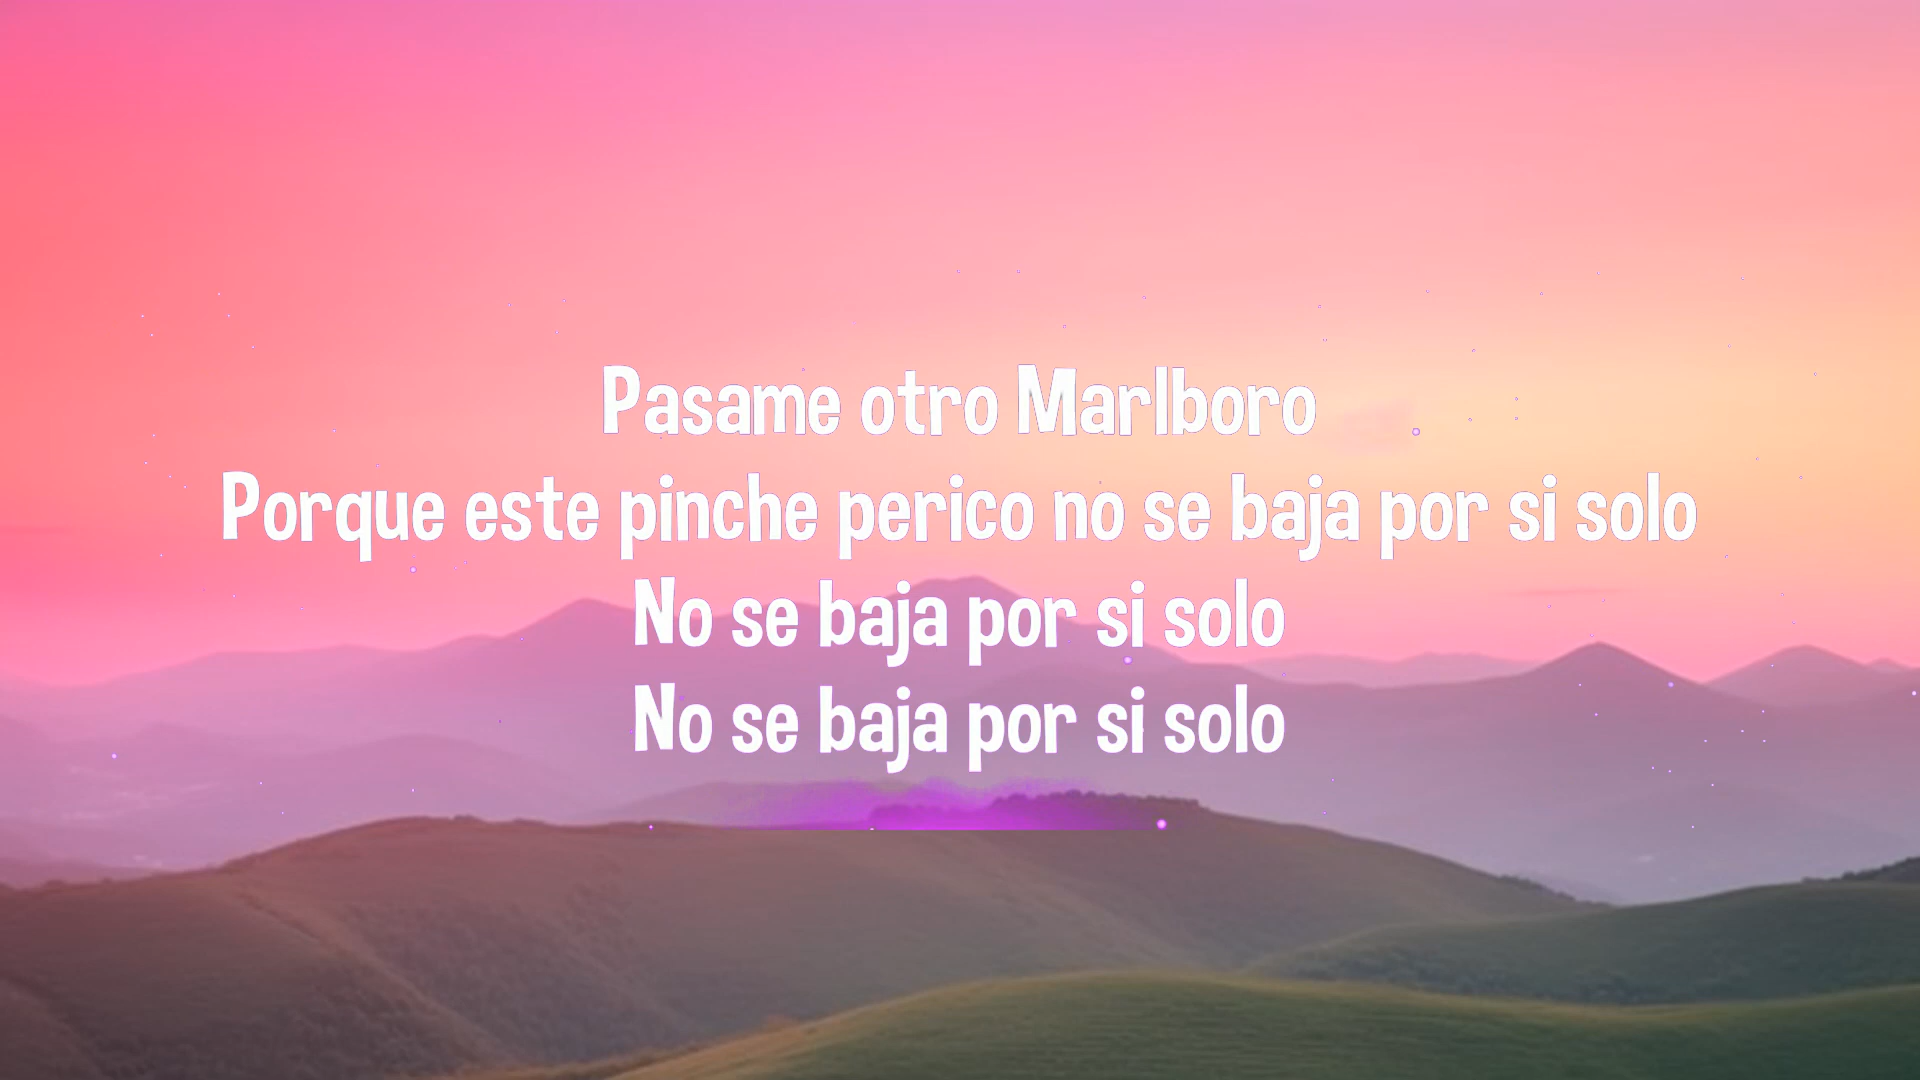 Pasame otro Marlboro
Porque este pinche perico no se baja por si solo
No se baja por si solo
No se baja por si solo